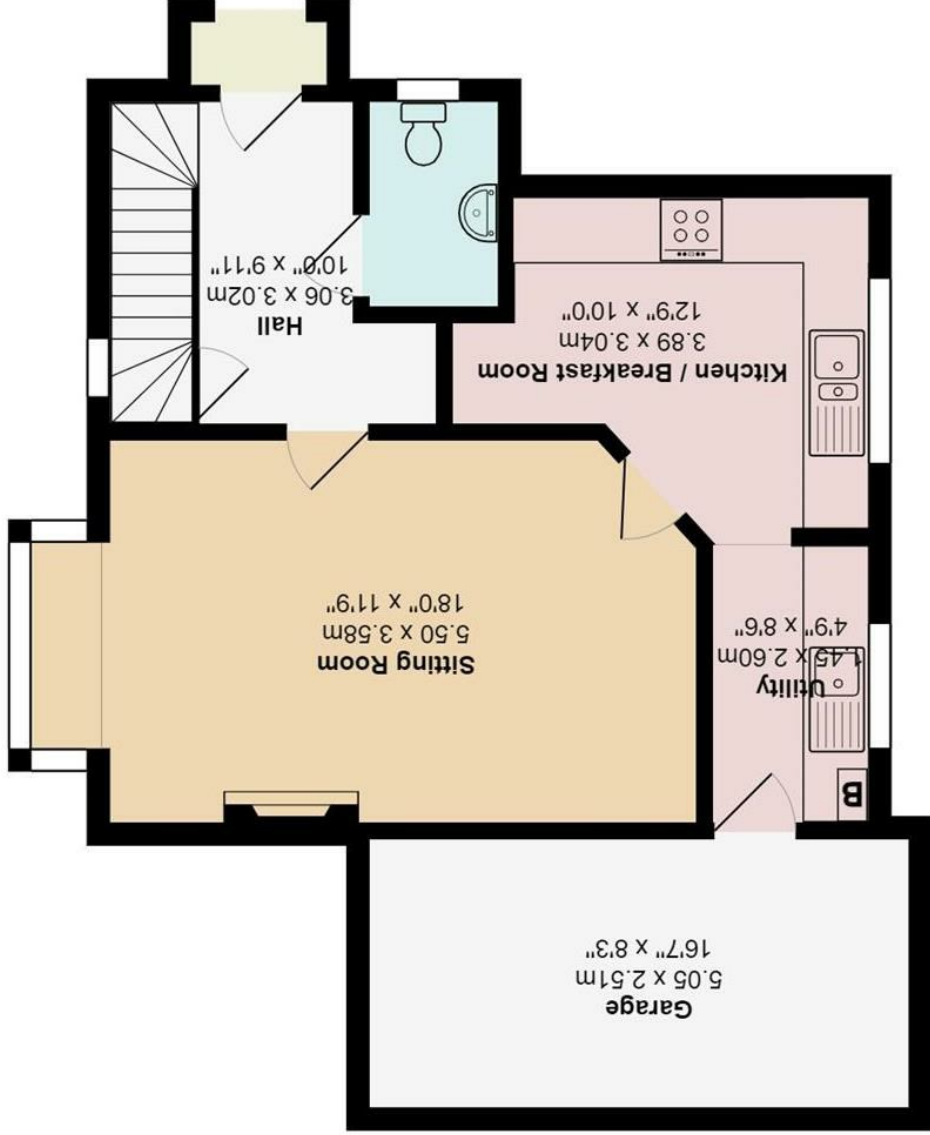 Garage
5.05 x 2.51m
16'7" x 8'3"
B
Utility
1.45 x 2.60m
4'9" x 8'6"
Sitting Room
5.50 x 3.58m
18'0" x 11'9"
Kitchen / Breakfast Room
3.89 x 3.04m
12'9" x 10'0"
Hall
3.06 x 3.02m
10'0" x 9'11"